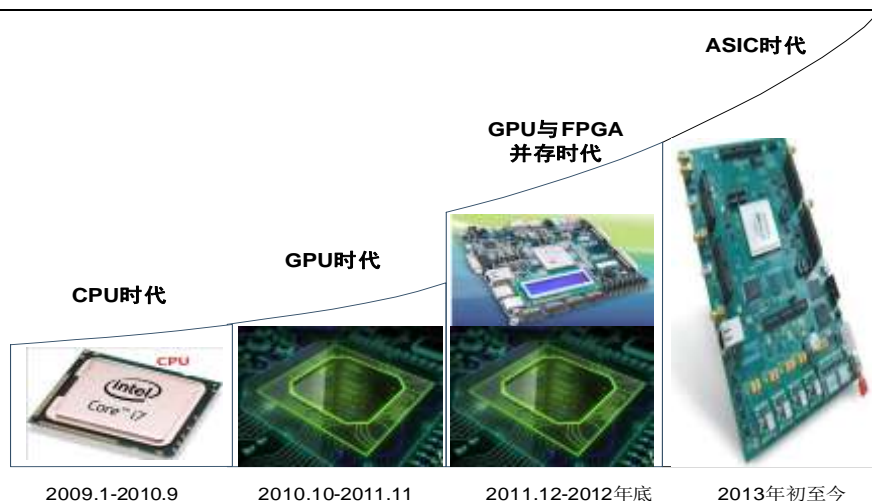 ASIC时代
GPU与FPGA
并存时代
GPU时代
CPU时代
CPU
intel
Core™ i7
2009.1-2010.9
2010.10-2011.11
2011.12-2012年底
2013年初至今